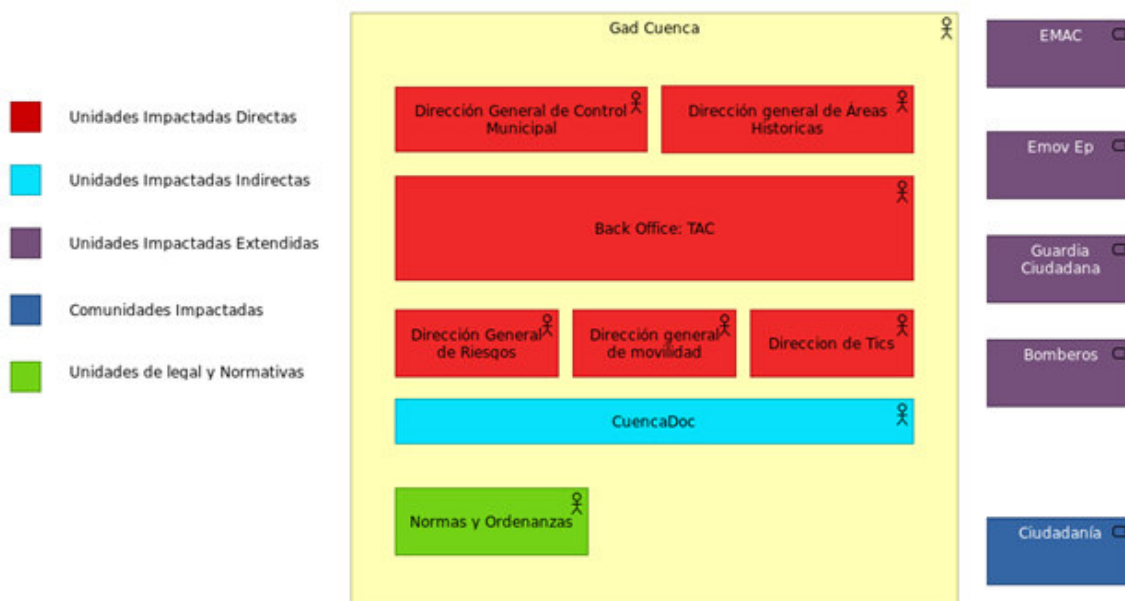 Unidades Impactadas Directas
Unidades Impactadas Indirectas
Unidades Impactadas Extendidas
Comunidades Impactadas
Unidades de legal y Normativas
Gad Cuenca
Dirección General de Control
Municipal
Dirección general de Áreas
Historicas
Back Office: TAC
Dirección General
de Riesgos
Dirección general
de movilidad
Direccion de Tics
CuencaDoc
Normas y Ordenanzas
EMAC
Emov Ep
Guardia
Ciudadana
Bomberos
Ciudadanía